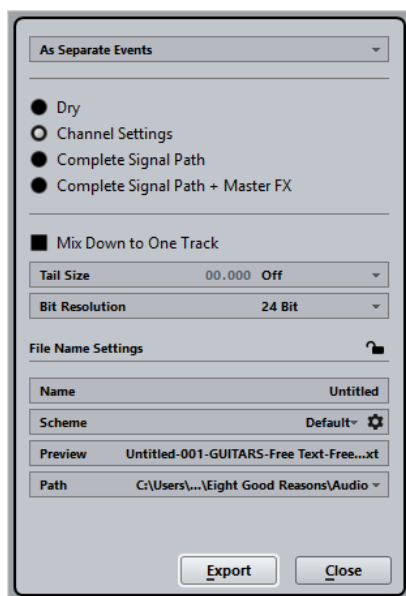 As Separate Events
Dry
Channel Settings
Complete Signal Path
Complete Signal Path + Master FX
Mix Down to One Track
Tail Size 00.000 Off
Bit Resolution 24 Bit
File Name Settings
Name Untitled
Scheme Default
Preview Untitled-001-GUITARS-Free Text-Free...xt
Path C:\Users\...\Eight Good Reasons\Audio
Export Close